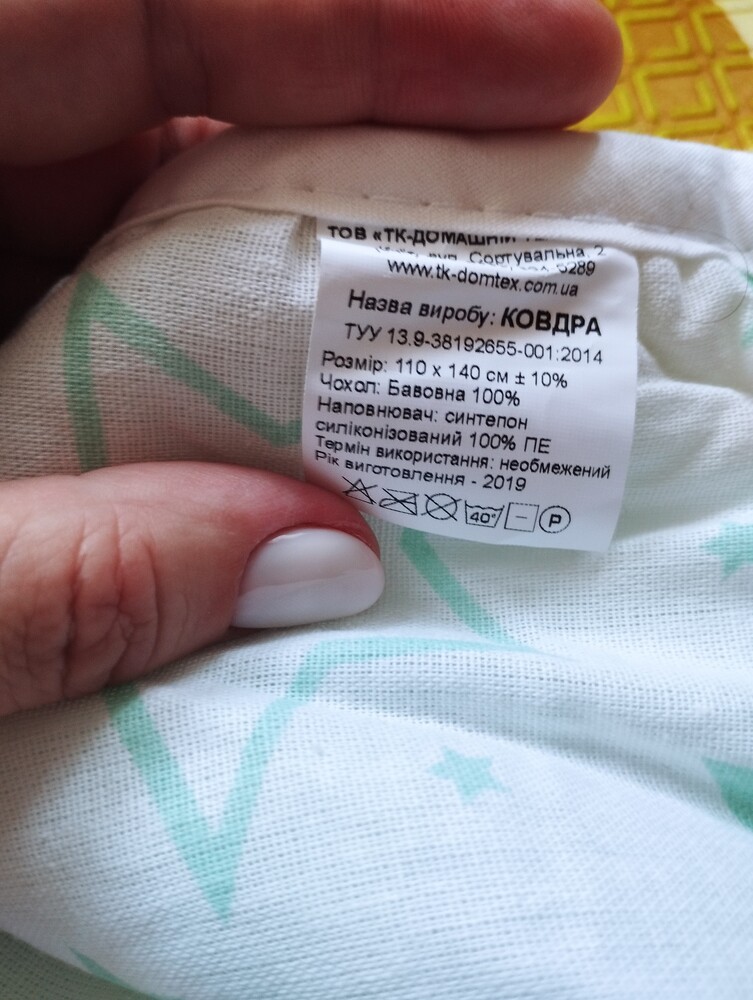 ТОВ «ТК-ДОМАШНІЙ
вул. Сортувальна, 2
5289
www.tk-domtex.com.ua
Назва виробу: КОВДРА
ТУУ 13.9-38192655-001:2014
Розмір: 110 х 140 см ± 10%
Чохол: Бавовна 100%
Наповнювач: синтепон
силіконізований 100% ПЕ
Термін використання: необмежений
Рік виготовлення - 2019
40° P